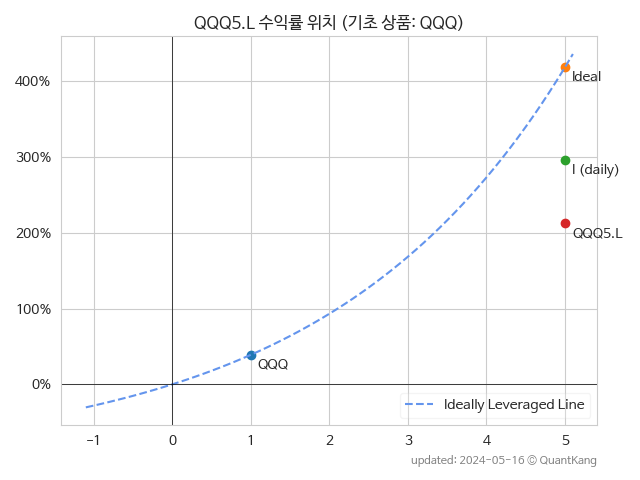 QQQ5.L 수익률 위치 (기초 상품: QQQ)
400%
300%
200%
100%
0%
Ideal
I (daily)
QQQ5.L
QQQ
Ideally Leveraged Line
-1 0 1 2 3 4 5
updated: 2024-05-16 © QuantKang